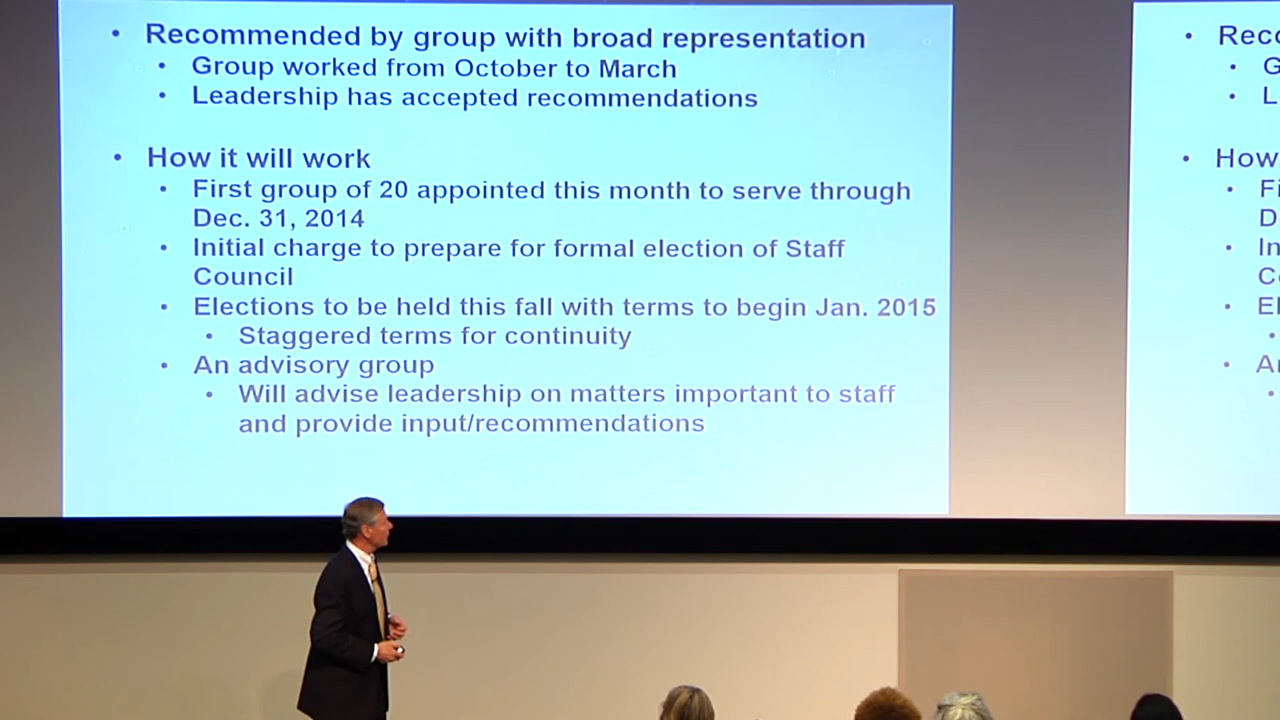 • Recommended by group with broad representation
• Group worked from October to March
• Leadership has accepted recommendations
• How it will work
• First group of 20 appointed this month to serve through
Dec. 31, 2014
• Initial charge to prepare for formal election of Staff
Council
• Elections to be held this fall with terms to begin Jan. 2015
• Staggered terms for continuity
• An advisory group
• Will advise leadership on matters important to staff
and provide input/recommendations
• How